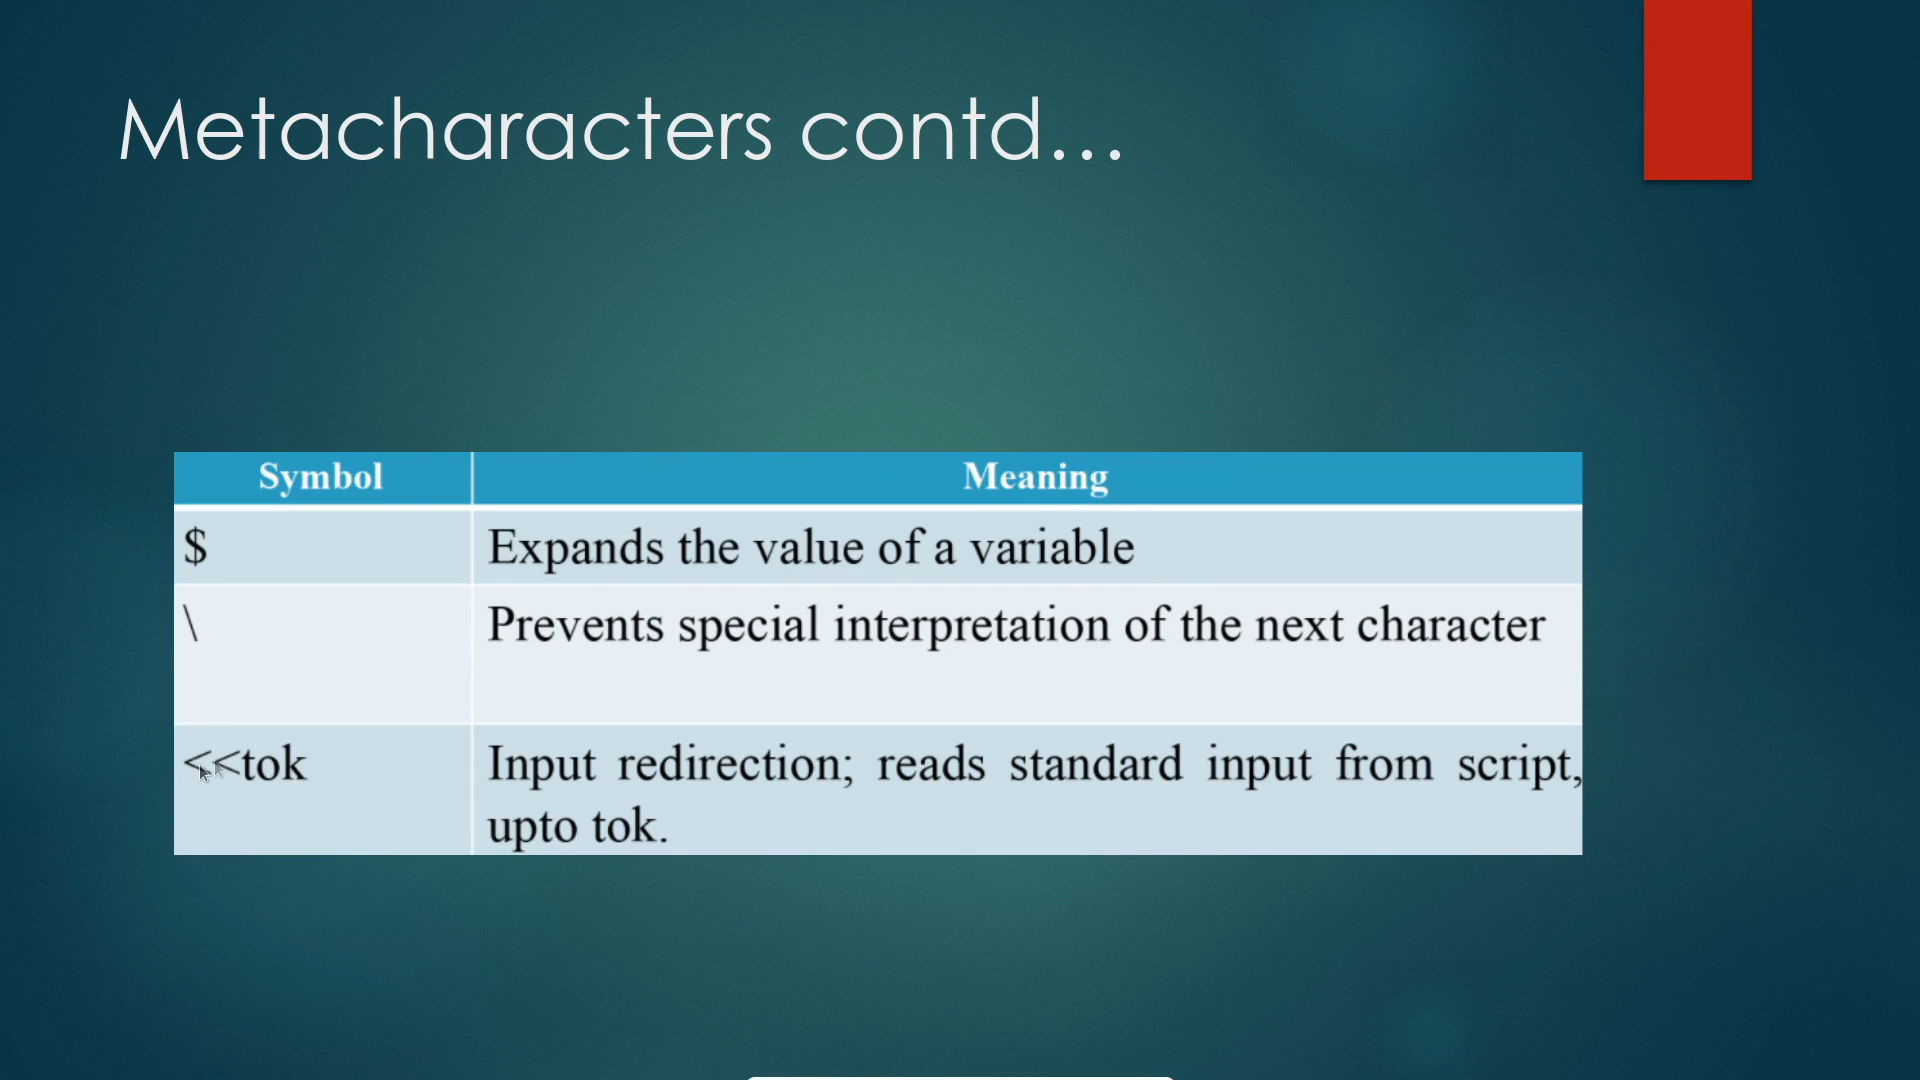 Metacharacters contd...
Symbol Meaning
$ Expands the value of a variable
\ Prevents special interpretation of the next character
<<tok Input redirection; reads standard input from script,
upto tok.